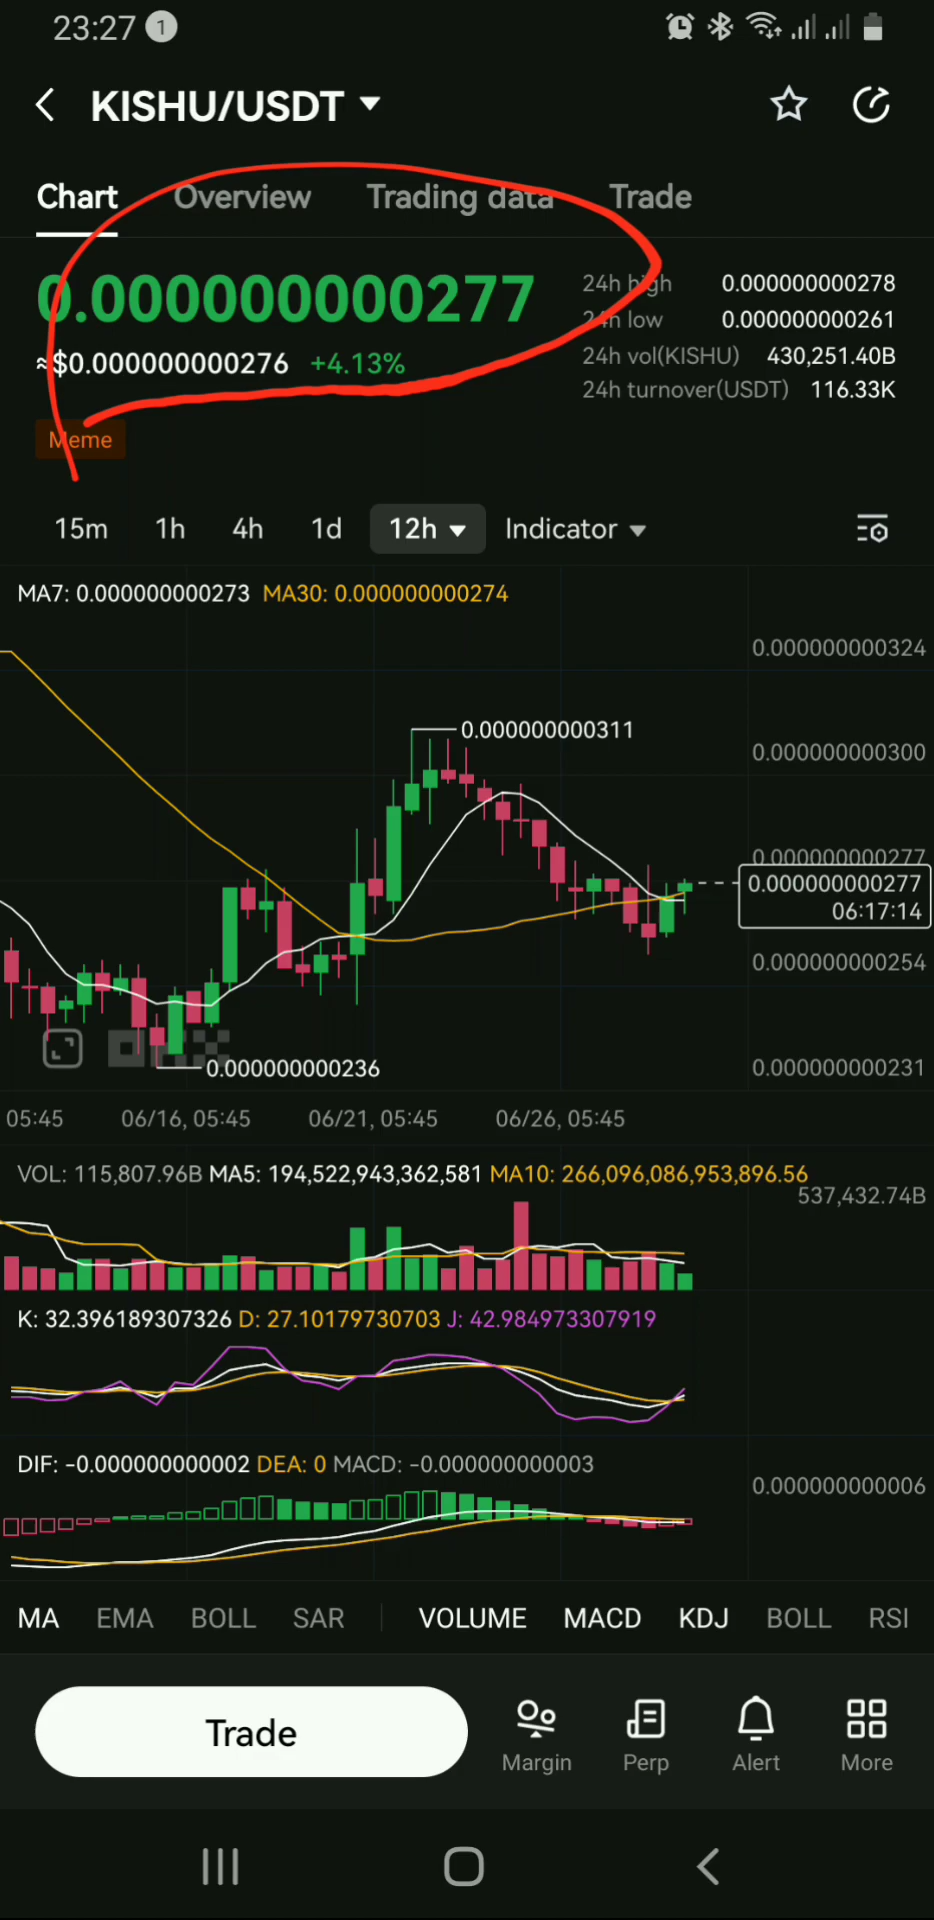 23:27 1
KISHU/USDT
Chart Overview Trading data Trade
0.000000000277
≈$0.000000000276 +4.13%
24h high 0.000000000278
24h low 0.000000000261
24h vol(KISHU) 430,251.40B
24h turnover(USDT) 116.33K
Meme
15m 1h 4h 1d 12h Indicator
MA7: 0.000000000273 MA30: 0.000000000274
0.000000000324
0.000000000311
0.000000000300
0.000000000277
0.000000000277
06:17:14
0.000000000254
0.000000000236
0.000000000231
05:45 06/16, 05:45 06/21, 05:45 06/26, 05:45
VOL: 115,807.96B MA5: 194,522,943,362,581 MA10: 266,096,086,953,896.56
537,432.74B
K: 32.396189307326 D: 27.10179730703 J: 42.984973307919
DIF: −0.000000000002 DEA: 0 MACD: −0.000000000003
0.000000000006
MA EMA BOLL SAR VOLUME MACD KDJ BOLL RSI
Trade
Margin Perp Alert More